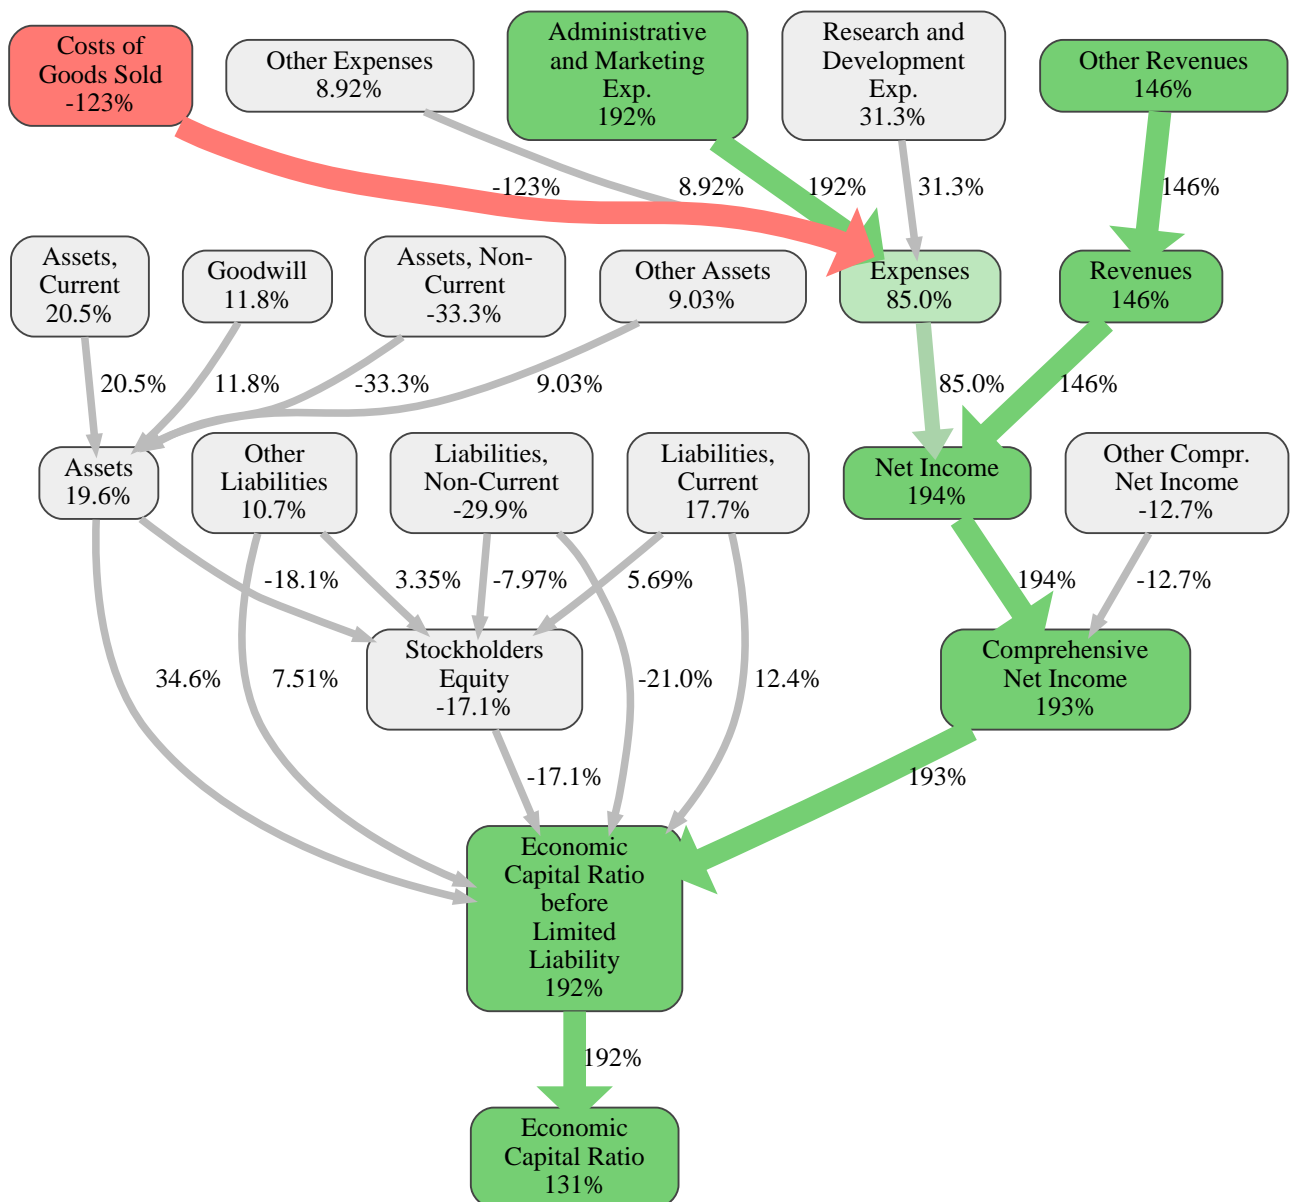 Costs of
Goods Sold
-123%
Other Expenses
8.92%
Administrative
and Marketing
Exp.
192%
Research and
Development
Exp.
31.3%
Other Revenues
146%
-123%
8.92%
192%
31.3%
146%
Assets,
Current
20.5%
Goodwill
11.8%
Assets, Non-
Current
-33.3%
Other Assets
9.03%
Expenses
85.0%
Revenues
146%
20.5%
11.8%
-33.3%
9.03%
85.0%
146%
Assets
19.6%
Other
Liabilities
10.7%
Liabilities,
Non-Current
-29.9%
Liabilities,
Current
17.7%
Net Income
194%
Other Compr.
Net Income
-12.7%
-18.1%
3.35%
-7.97%
5.69%
194%
-12.7%
34.6%
7.51%
Stockholders
Equity
-17.1%
-21.0%
12.4%
Comprehensive
Net Income
193%
-17.1%
193%
Economic
Capital Ratio
before
Limited
Liability
192%
192%
Economic
Capital Ratio
131%